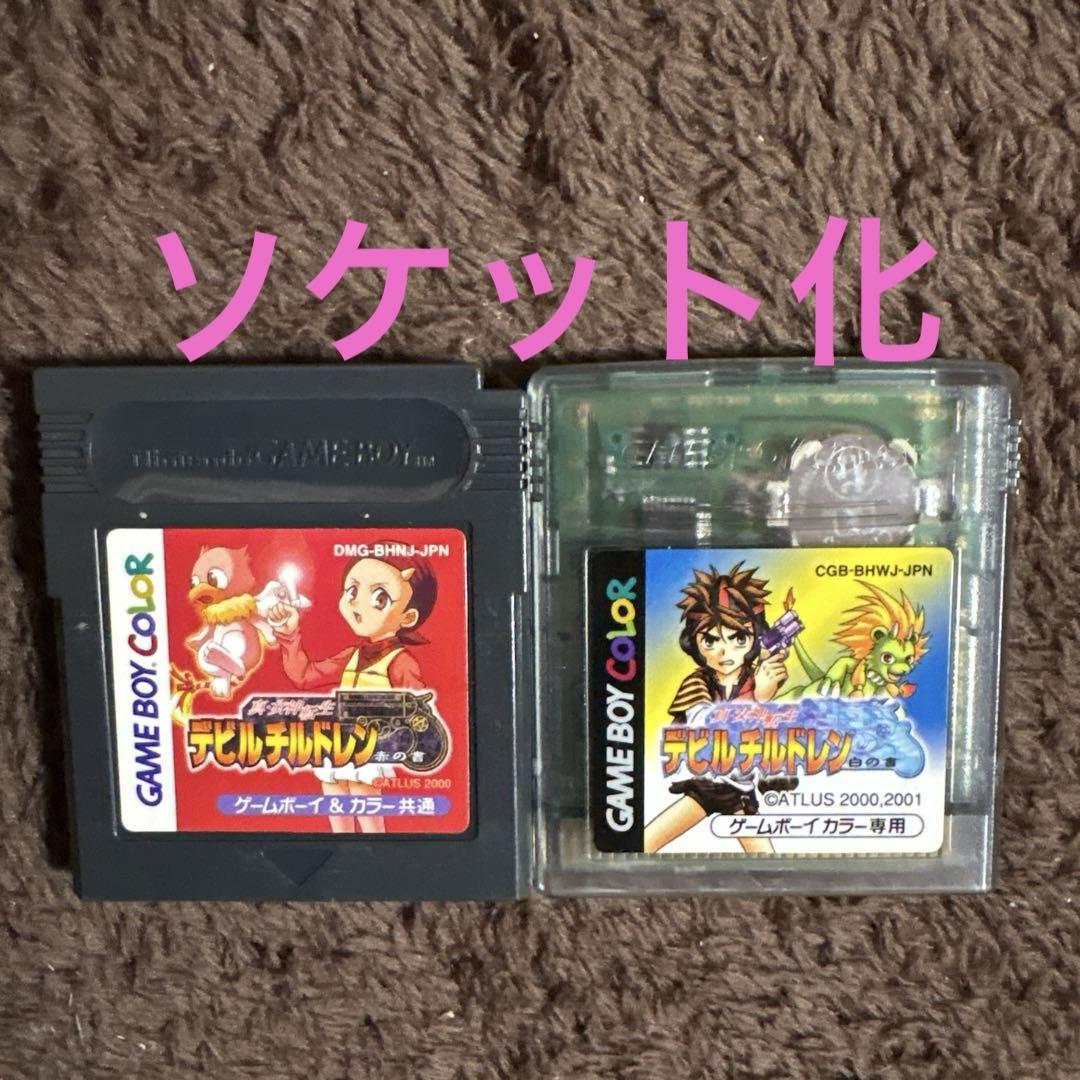 ソケット化
Nintendo GAME BOY TM
GAME BOY COLOR
DMG-BHNJ-JPN
真・女神転生
デビルチルドレン
赤の書
©ATLUS 2000
ゲームボーイ & カラー共通
GAME BOY COLOR
CGB-BHWJ-JPN
真・女神転生
デビルチルドレン
白の書
©ATLUS 2000,2001
ゲームボーイカラー専用